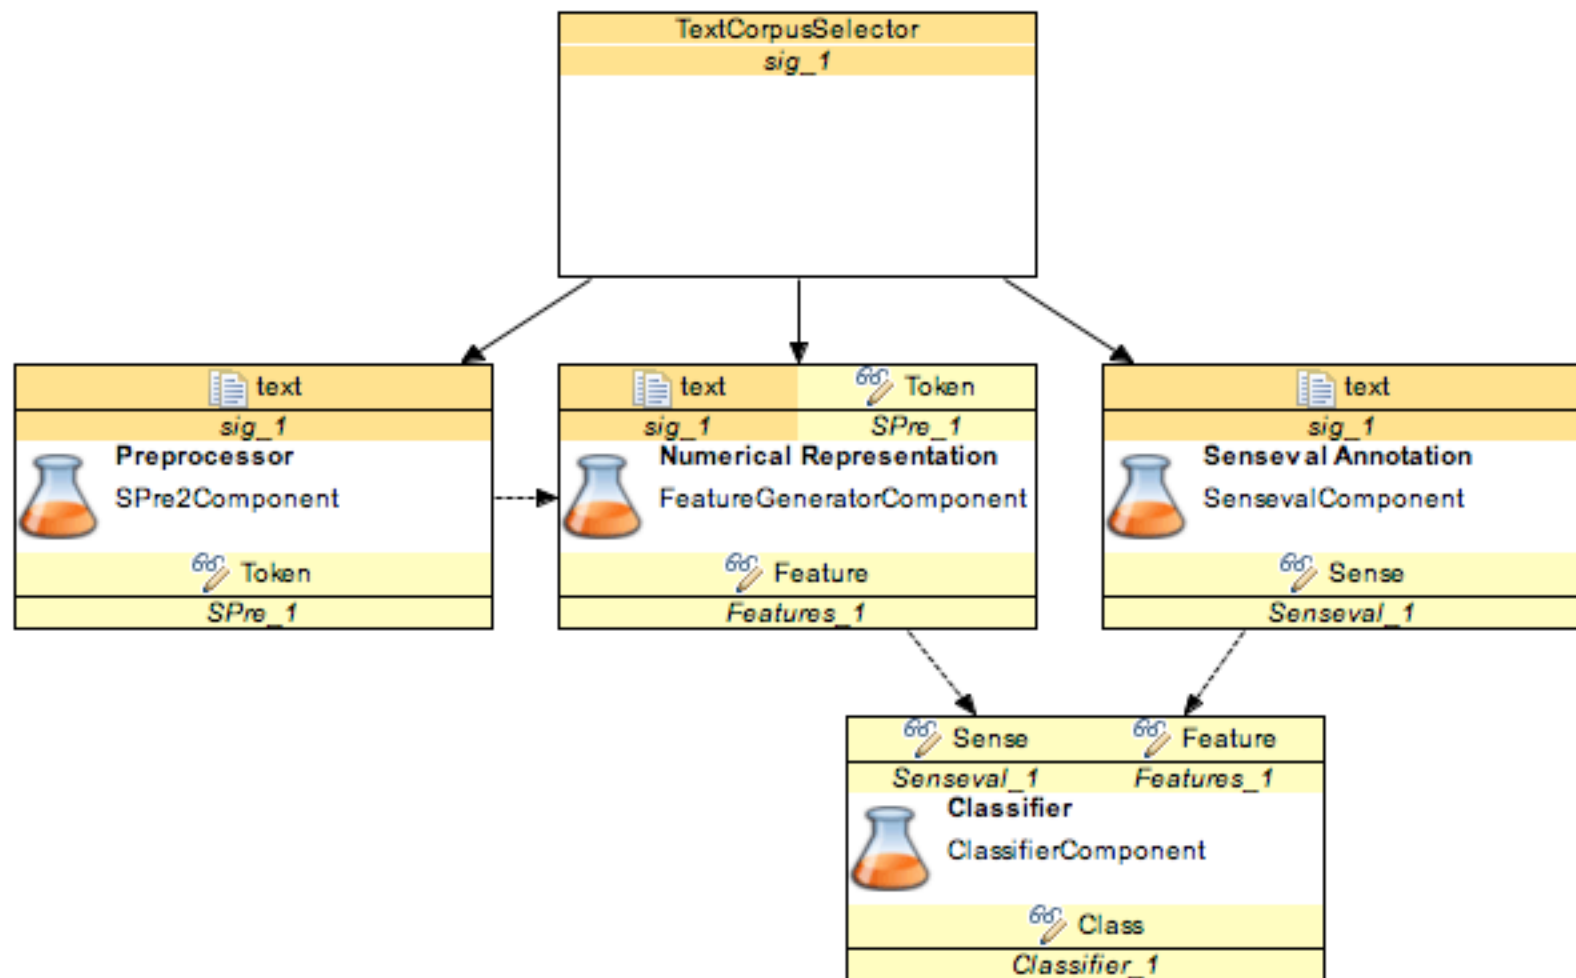 TextCorpusSelector
sig_1
text
sig_1
Preprocessor
SPre2Component
Token
SPre_1
text Token
sig_1 SPre_1
Numerical Representation
FeatureGeneratorComponent
Feature
Features_1
text
sig_1
Senseval Annotation
SensevalComponent
Sense
Senseval_1
Sense Feature
Senseval_1 Features_1
Classifier
ClassifierComponent
Class
Classifier_1